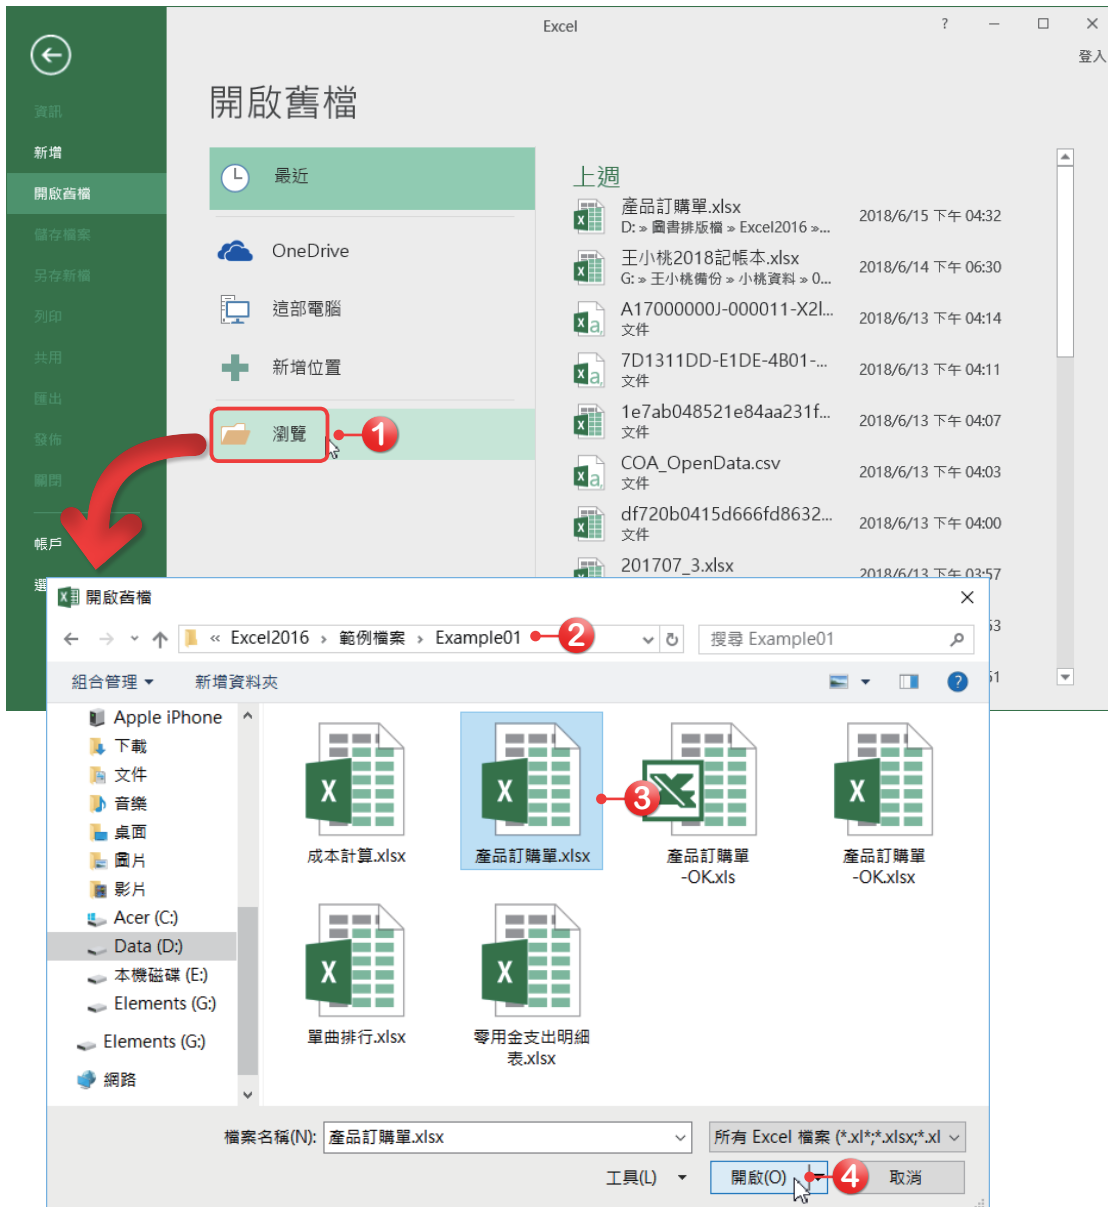 Excel
登入
開啟舊檔
資訊
新增
開啟舊檔
儲存檔案
另存新檔
列印
共用
匯出
發佈
關閉
帳戶
選
最近
OneDrive
這部電腦
新增位置
瀏覽
1
上週
產品訂購單.xlsx
D: » 圖書排版檔 » Excel2016 »...
2018/6/15 下午 04:32
王小桃2018記帳本.xlsx
G: » 王小桃備份 » 小桃資料 » 0...
2018/6/14 下午 06:30
A17000000J-000011-X2l...
文件
2018/6/13 下午 04:14
7D1311DD-E1DE-4B01-...
文件
2018/6/13 下午 04:11
1e7ab048521e84aa231f...
文件
2018/6/13 下午 04:07
COA_OpenData.csv
文件
2018/6/13 下午 04:03
df720b0415d666fd8632...
文件
2018/6/13 下午 04:00
201707_3.xlsx
2018/6/13 下午 03:57
開啟舊檔
« Excel2016 › 範例檔案 › Example01
2
搜尋 Example01
組合管理
新增資料夾
Apple iPhone
下載
文件
音樂
桌面
圖片
影片
Acer (C:)
Data (D:)
本機磁碟 (E:)
Elements (G:)
Elements (G:)
網路
成本計算.xlsx
產品訂購單.xlsx
3
產品訂購單
-OK.xls
產品訂購單
-OK.xlsx
單曲排行.xlsx
零用金支出明細
表.xlsx
檔案名稱(N):
產品訂購單.xlsx
所有 Excel 檔案 (*.xl*;*.xlsx;*.xl
工具(L)
開啟(O)
4
取消